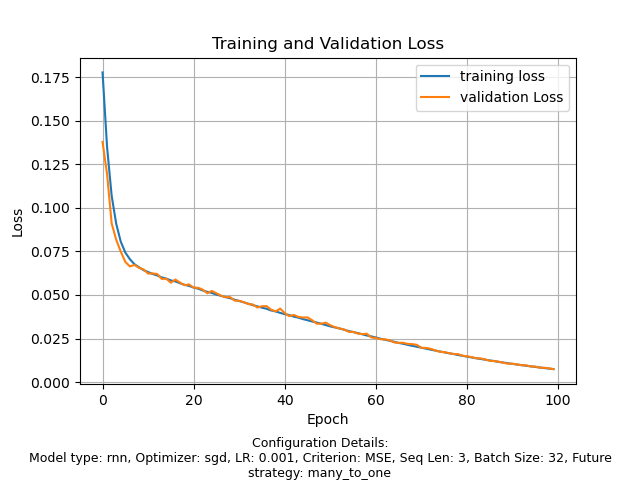 Training and Validation Loss
training loss
validation Loss
0.175
0.150
0.125
0.100
0.075
0.050
0.025
0.000
Loss
0 20 40 60 80 100
Epoch
Configuration Details:
Model type: rnn, Optimizer: sgd, LR: 0.001, Criterion: MSE, Seq Len: 3, Batch Size: 32, Future
strategy: many_to_one